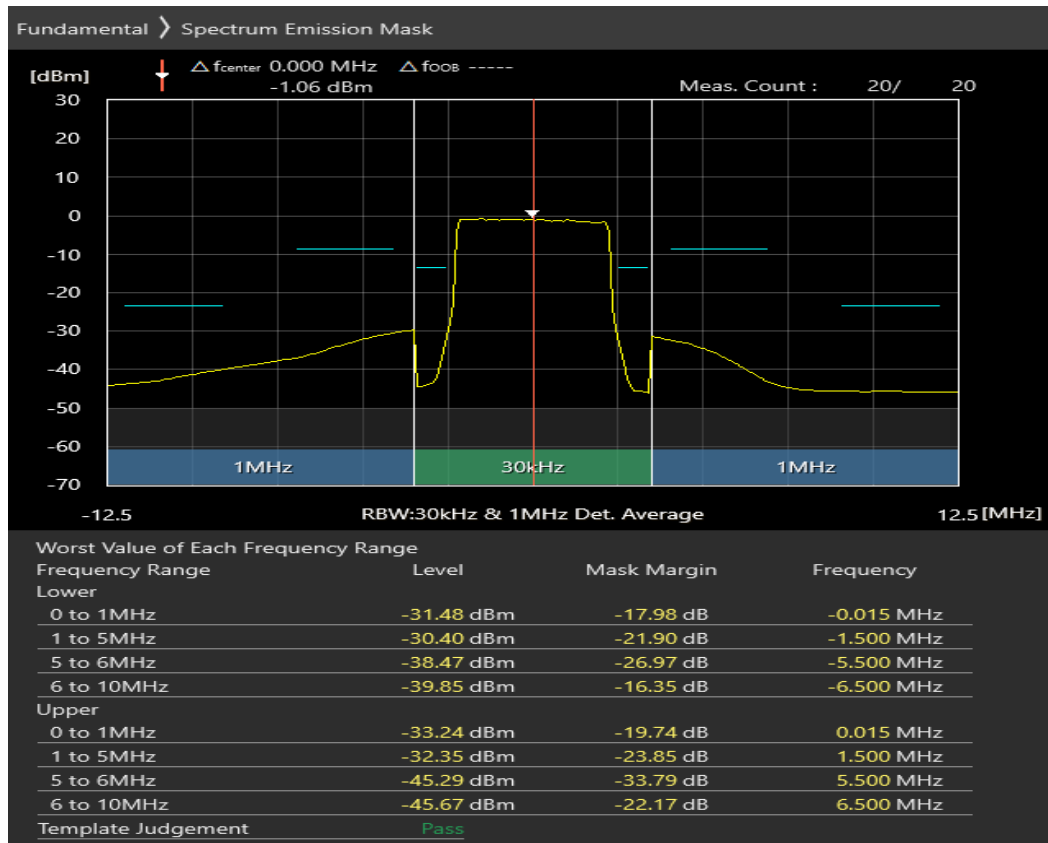 Fundamental ❯ Spectrum Emission Mask
[dBm] △ fcenter 0.000 MHz △ fOOB -----
-1.06 dBm Meas. Count : 20/ 20
30
20
10
0
-10
-20
-30
-40
-50
-60
-70
1MHz 30kHz 1MHz
-12.5 RBW:30kHz & 1MHz Det. Average 12.5 [MHz]
Worst Value of Each Frequency Range
Frequency Range Level Mask Margin Frequency
Lower
0 to 1MHz -31.48 dBm -17.98 dB -0.015 MHz
1 to 5MHz -30.40 dBm -21.90 dB -1.500 MHz
5 to 6MHz -38.47 dBm -26.97 dB -5.500 MHz
6 to 10MHz -39.85 dBm -16.35 dB -6.500 MHz
Upper
0 to 1MHz -33.24 dBm -19.74 dB 0.015 MHz
1 to 5MHz -32.35 dBm -23.85 dB 1.500 MHz
5 to 6MHz -45.29 dBm -33.79 dB 5.500 MHz
6 to 10MHz -45.67 dBm -22.17 dB 6.500 MHz
Template Judgement Pass